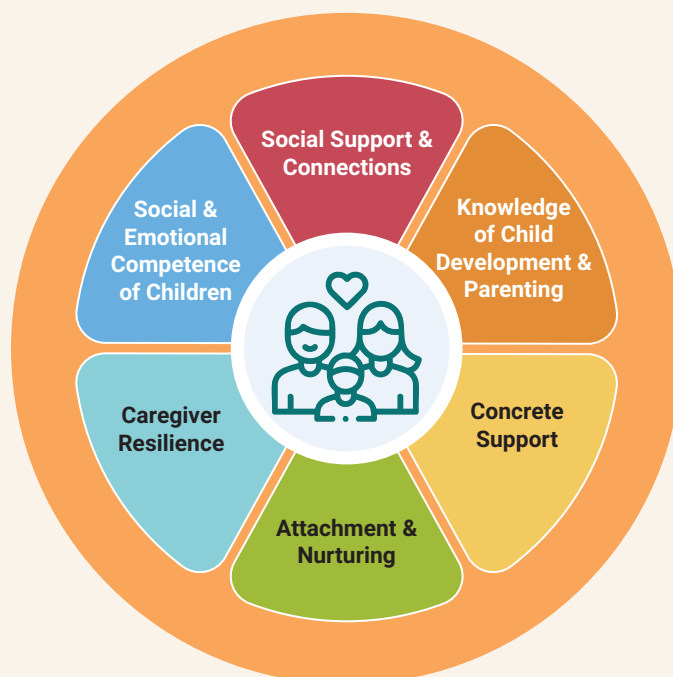 Social Support &
Connections
Knowledge
of Child
Development &
Parenting
Concrete
Support
Attachment &
Nurturing
Caregiver
Resilience
Social &
Emotional
Competence
of Children